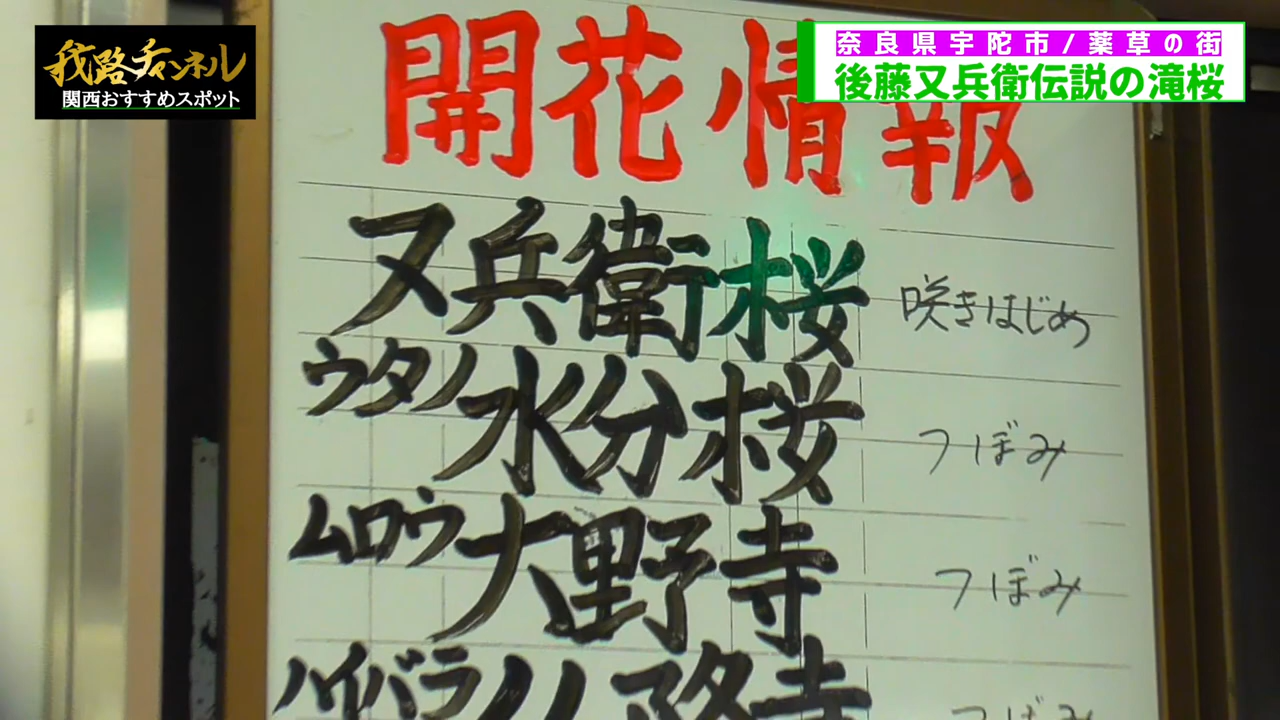 我路チャンネル
関西おすすめスポット
奈良県宇陀市/薬草の街
後藤又兵衛伝説の滝桜
開花情報
又兵衛桜 咲きはじめ
ウタノ水分桜 つぼみ
ムロウ大野寺 つぼみ
ハイバラ